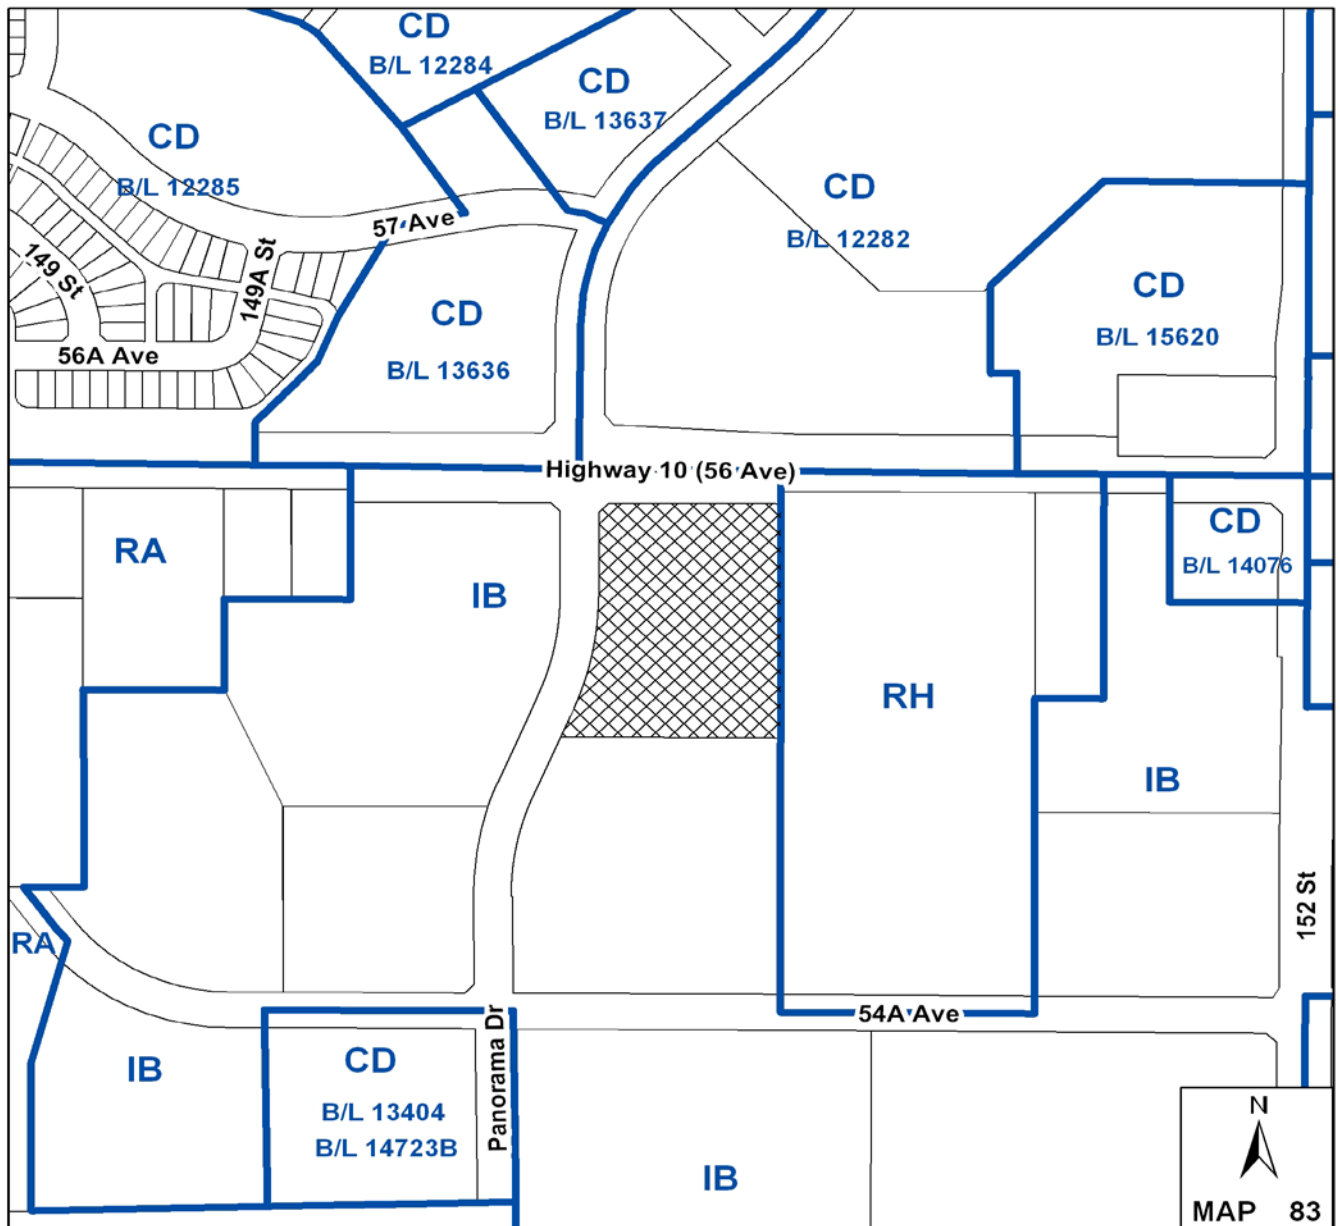 CD
B/L 12284
CD
B/L 13637
CD
B/L 12285
CD
B/L 12282
57 Ave
149 St
149A St
CD
B/L 13636
CD
B/L 15620
56A Ave
Highway 10 (56 Ave)
RA
IB
CD
B/L 14076
RH
IB
152 St
RA
54A Ave
Panorama Dr
IB
CD
B/L 13404
B/L 14723B
IB
N
MAP 83